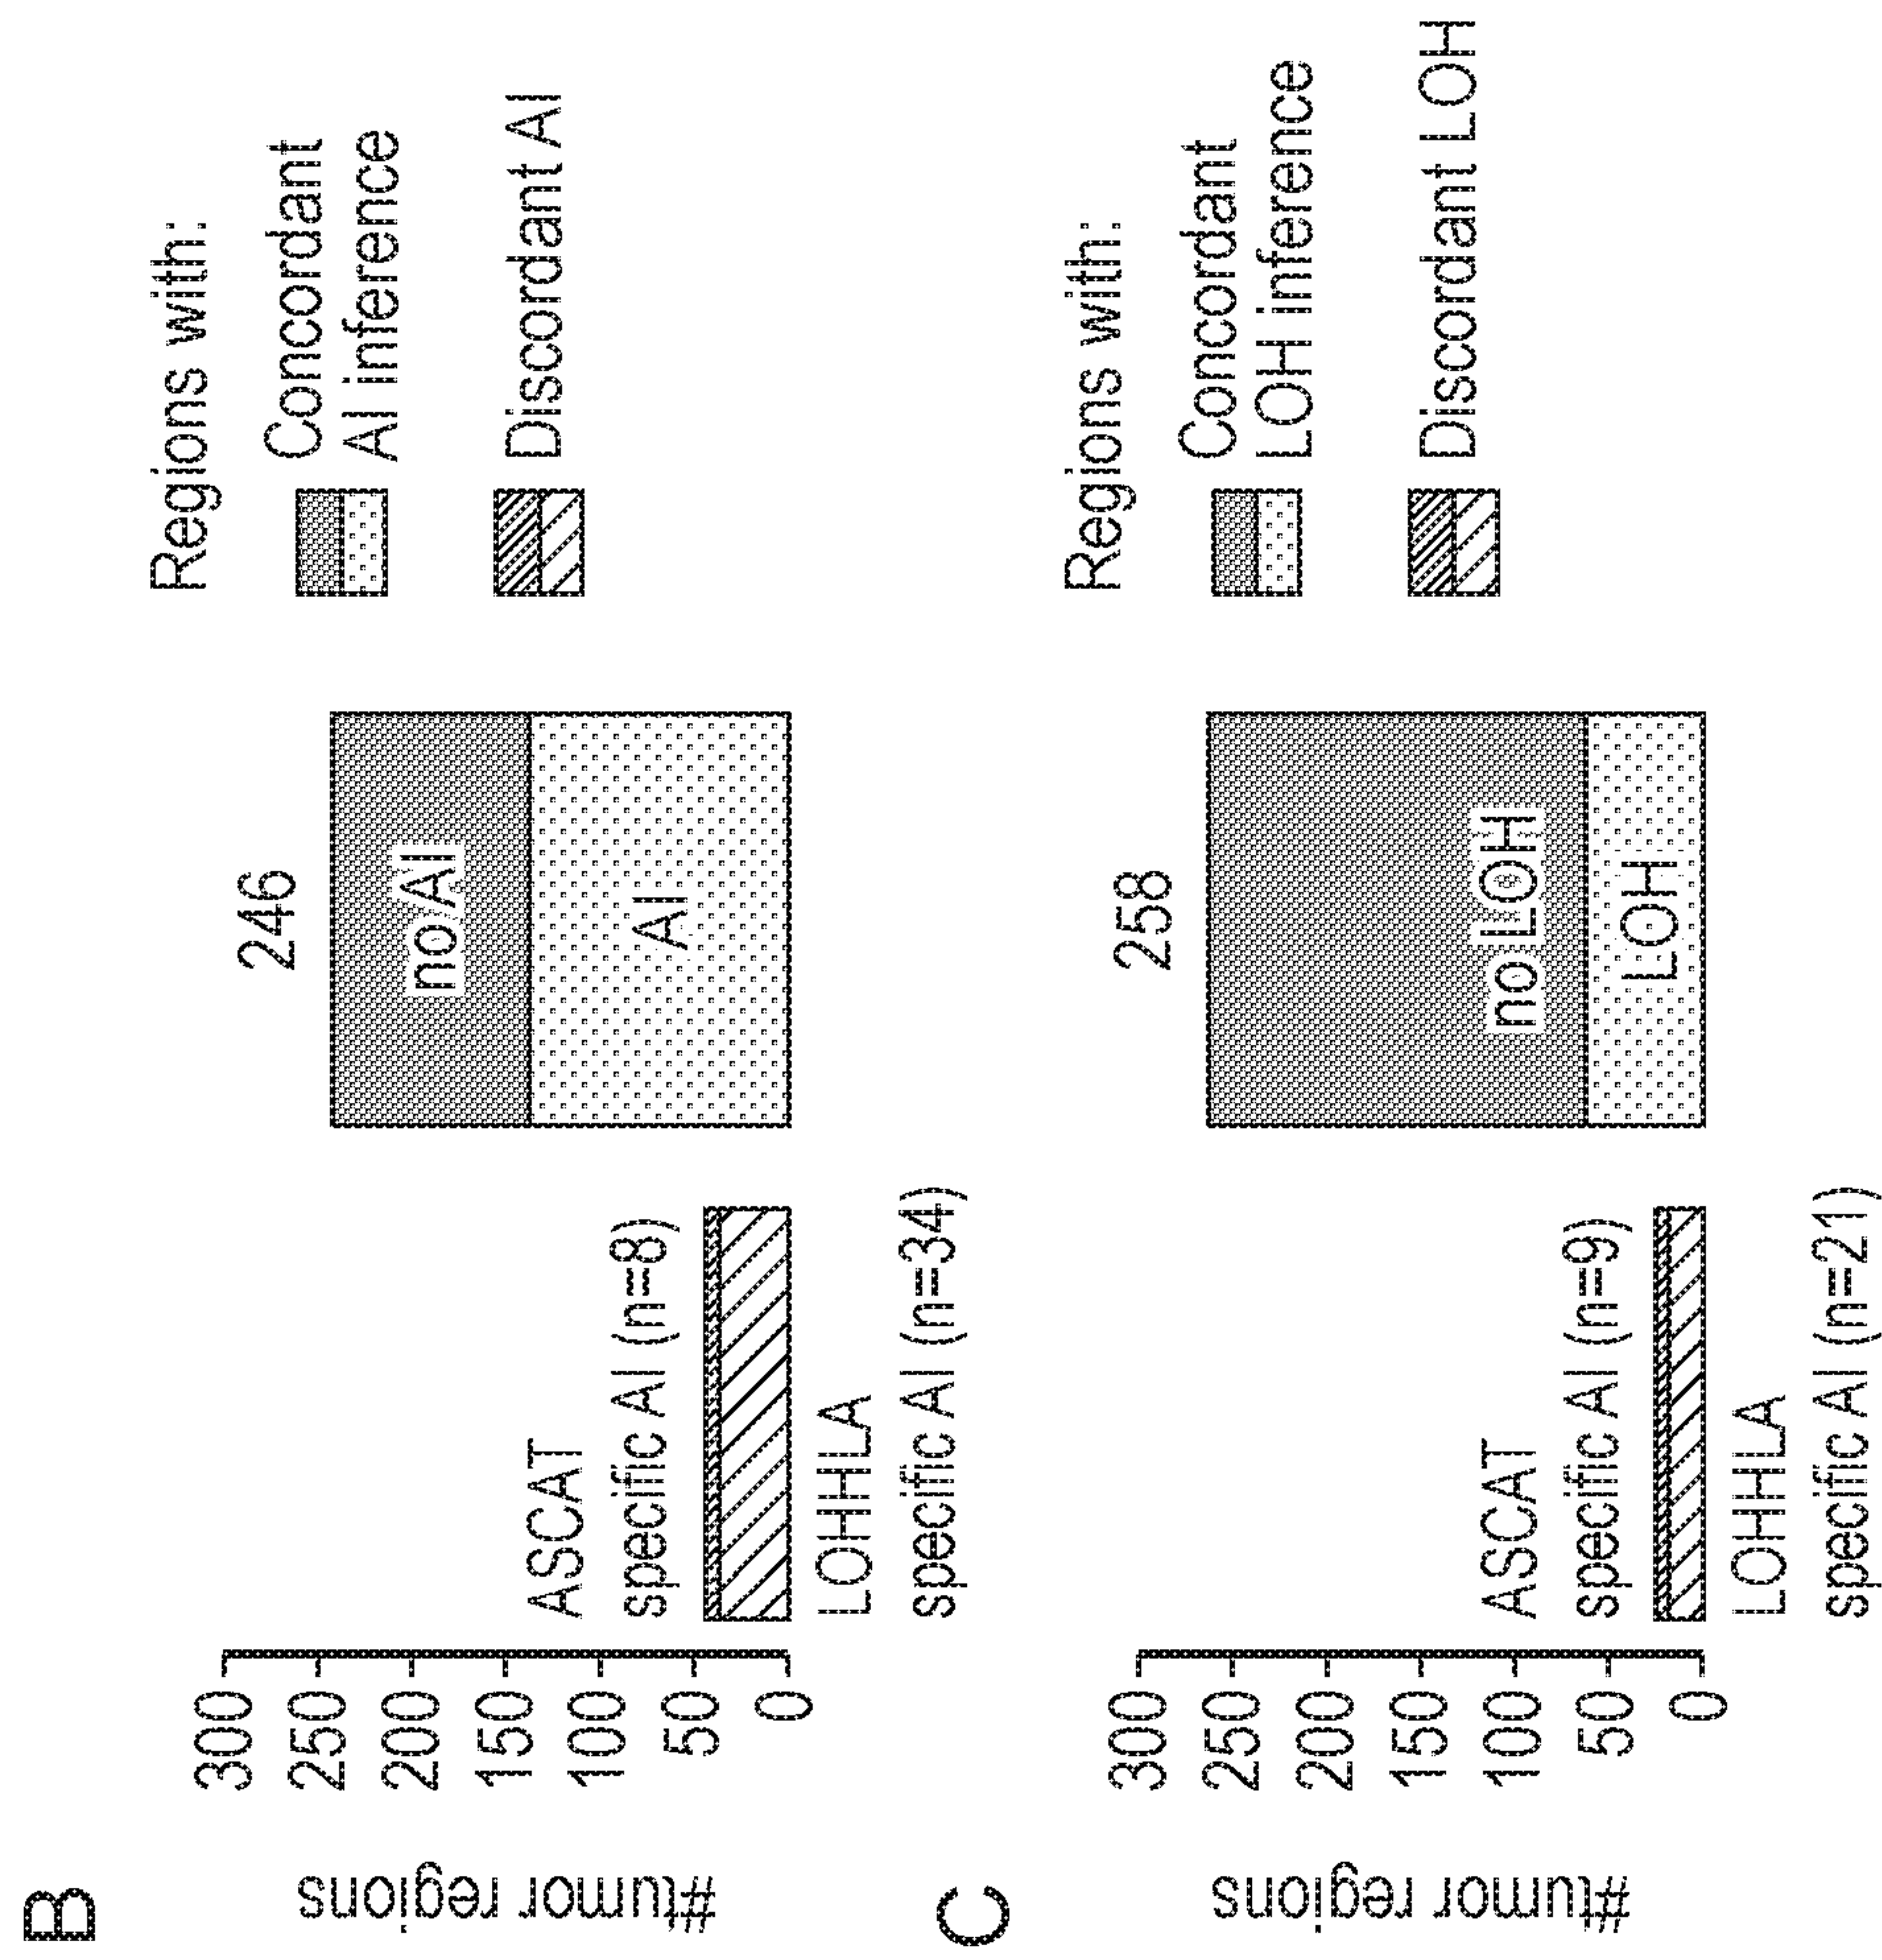 B
#tumor regions
300
250
200
150
100
50
0
ASCAT
specific AI (n=8)
LOHHLA
specific AI (n=34)
246
no AI
AI
Regions with:
Concordant
AI inference
Discordant AI
C
#tumor regions
300
250
200
150
100
50
0
ASCAT
specific AI (n=9)
LOHHLA
specific AI (n=21)
258
no LOH
LOH
Regions with:
Concordant
LOH inference
Discordant LOH